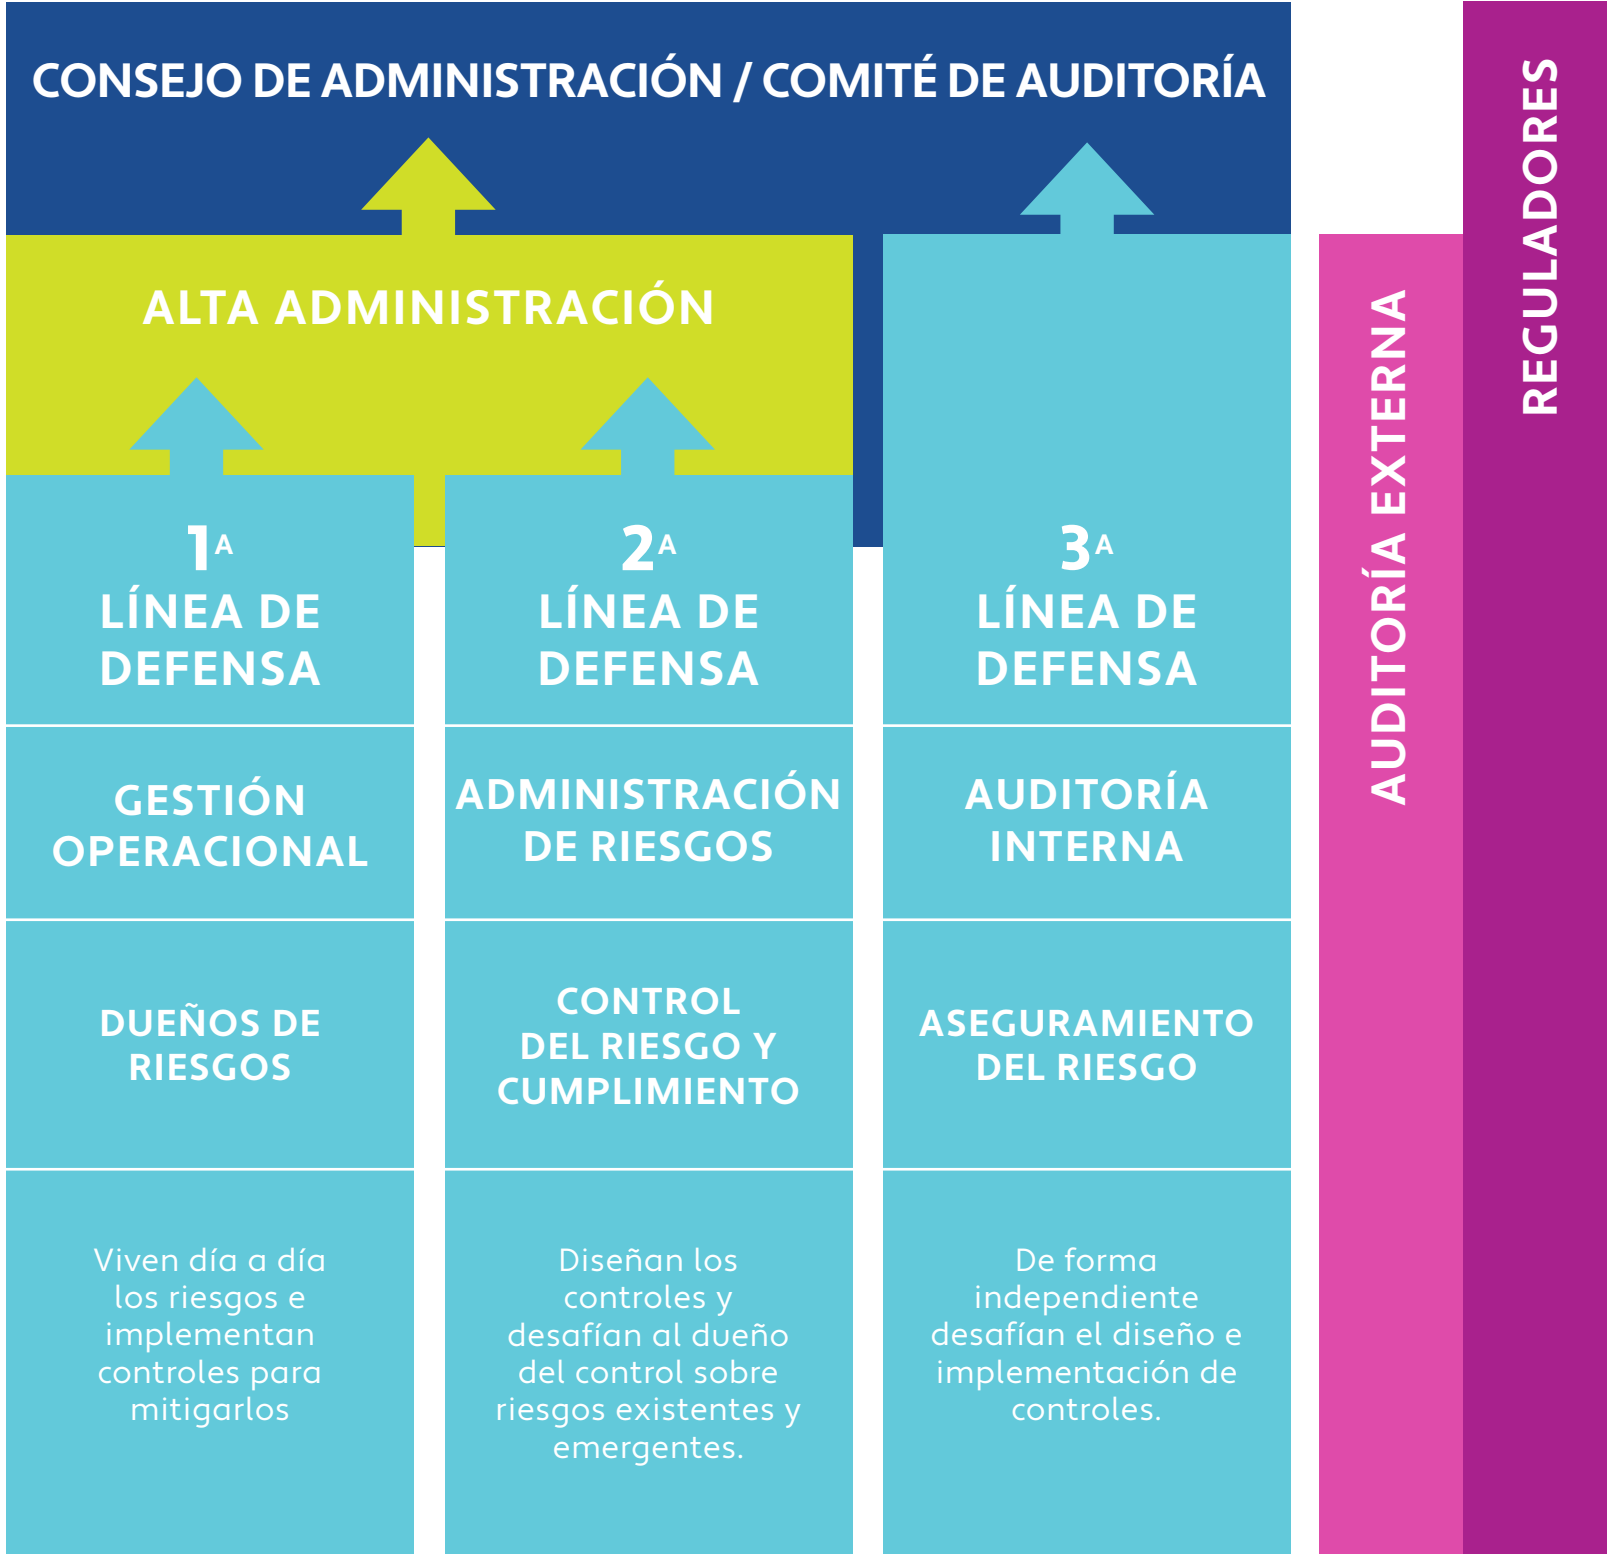 CONSEJO DE ADMINISTRACIÓN / COMITÉ DE AUDITORÍA
ALTA ADMINISTRACIÓN
1A
LÍNEA DE
DEFENSA
GESTIÓN
OPERACIONAL
DUEÑOS DE
RIESGOS
Viven día a día
los riesgos e
implementan
controles para
mitigarlos
2A
LÍNEA DE
DEFENSA
ADMINISTRACIÓN
DE RIESGOS
CONTROL
DEL RIESGO Y
CUMPLIMIENTO
Diseñan los
controles y
desafían al dueño
del control sobre
riesgos existentes y
emergentes.
3A
LÍNEA DE
DEFENSA
AUDITORÍA
INTERNA
ASEGURAMIENTO
DEL RIESGO
De forma
independiente
desafían el diseño e
implementación de
controles.
AUDITORÍA EXTERNA
REGULADORES